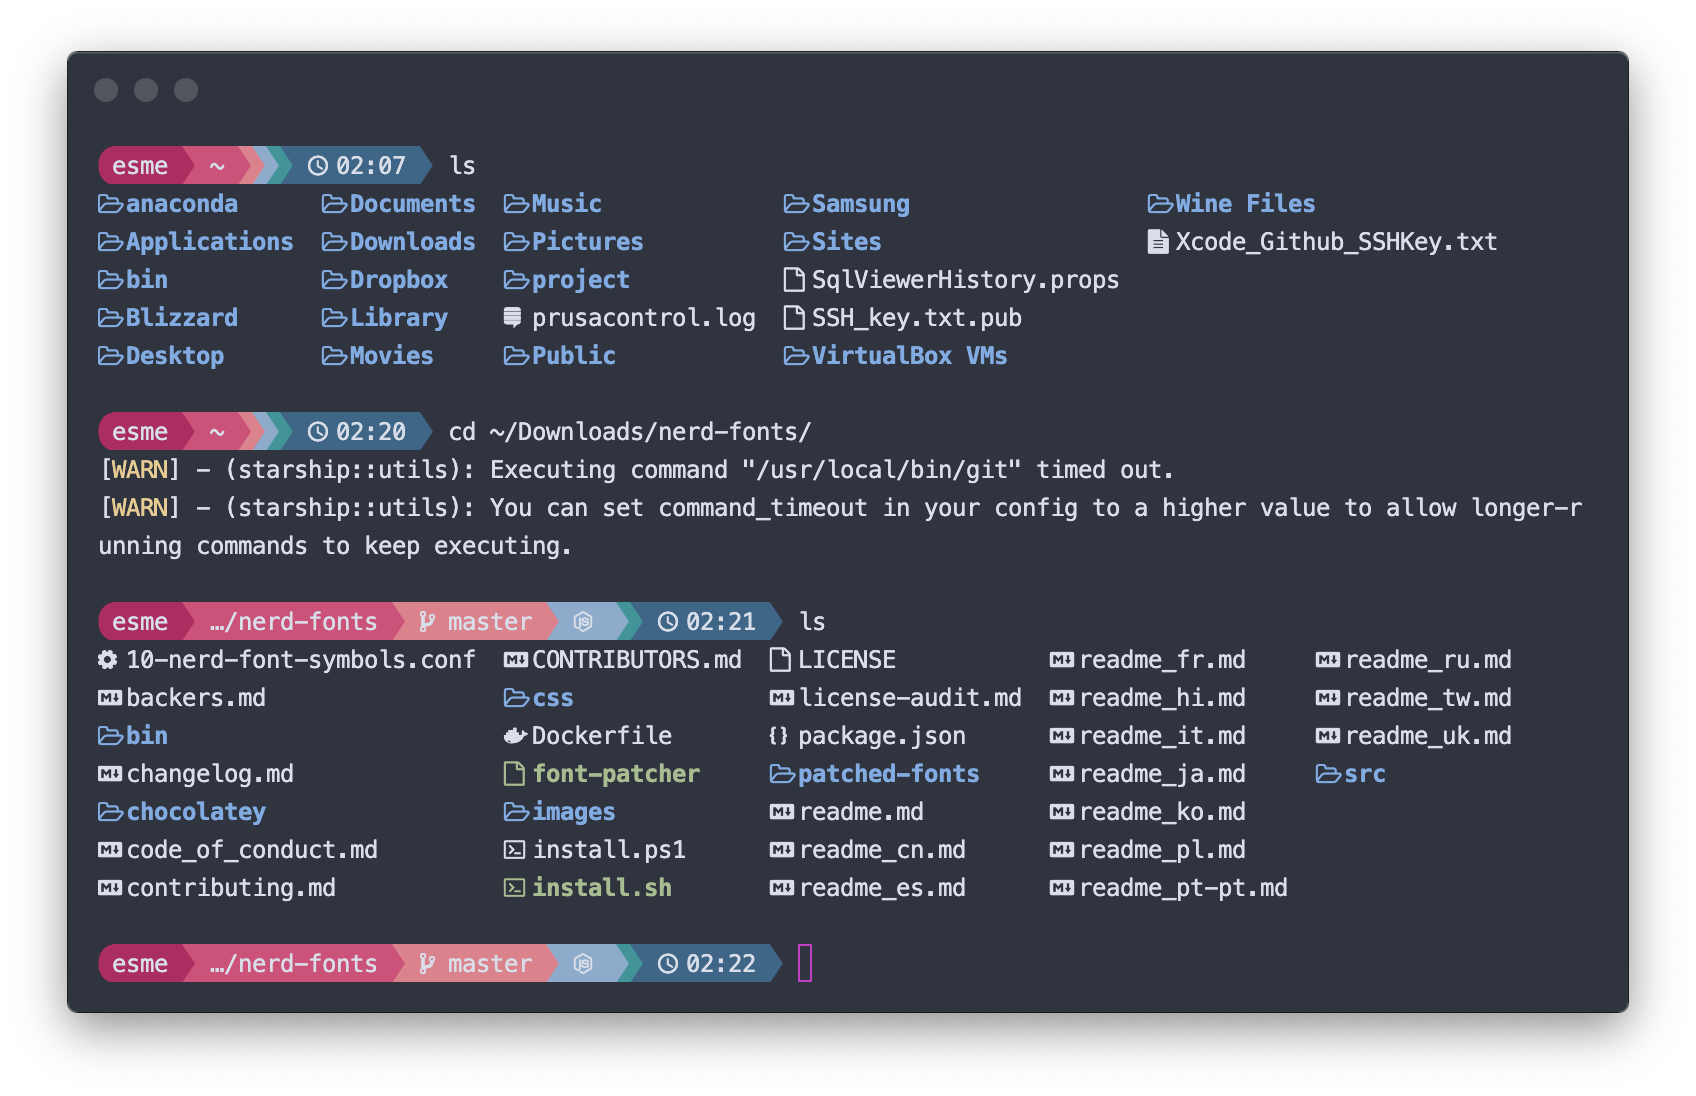 esme ~ 02:07 ls
anaconda Documents Music Samsung Wine Files
Applications Downloads Pictures Sites Xcode_Github_SSHKey.txt
bin Dropbox project SqlViewerHistory.props
Blizzard Library prusacontrol.log SSH_key.txt.pub
Desktop Movies Public VirtualBox VMs
esme ~ 02:20 cd ~/Downloads/nerd-fonts/
[WARN] - (starship::utils): Executing command "/usr/local/bin/git" timed out.
[WARN] - (starship::utils): You can set command_timeout in your config to a higher value to allow longer-r
unning commands to keep executing.
esme …/nerd-fonts master 02:21 ls
10-nerd-font-symbols.conf CONTRIBUTORS.md LICENSE readme_fr.md readme_ru.md
backers.md css license-audit.md readme_hi.md readme_tw.md
bin Dockerfile package.json readme_it.md readme_uk.md
changelog.md font-patcher patched-fonts readme_ja.md src
chocolatey images readme.md readme_ko.md
code_of_conduct.md install.ps1 readme_cn.md readme_pl.md
contributing.md install.sh readme_es.md readme_pt-pt.md
esme …/nerd-fonts master 02:22